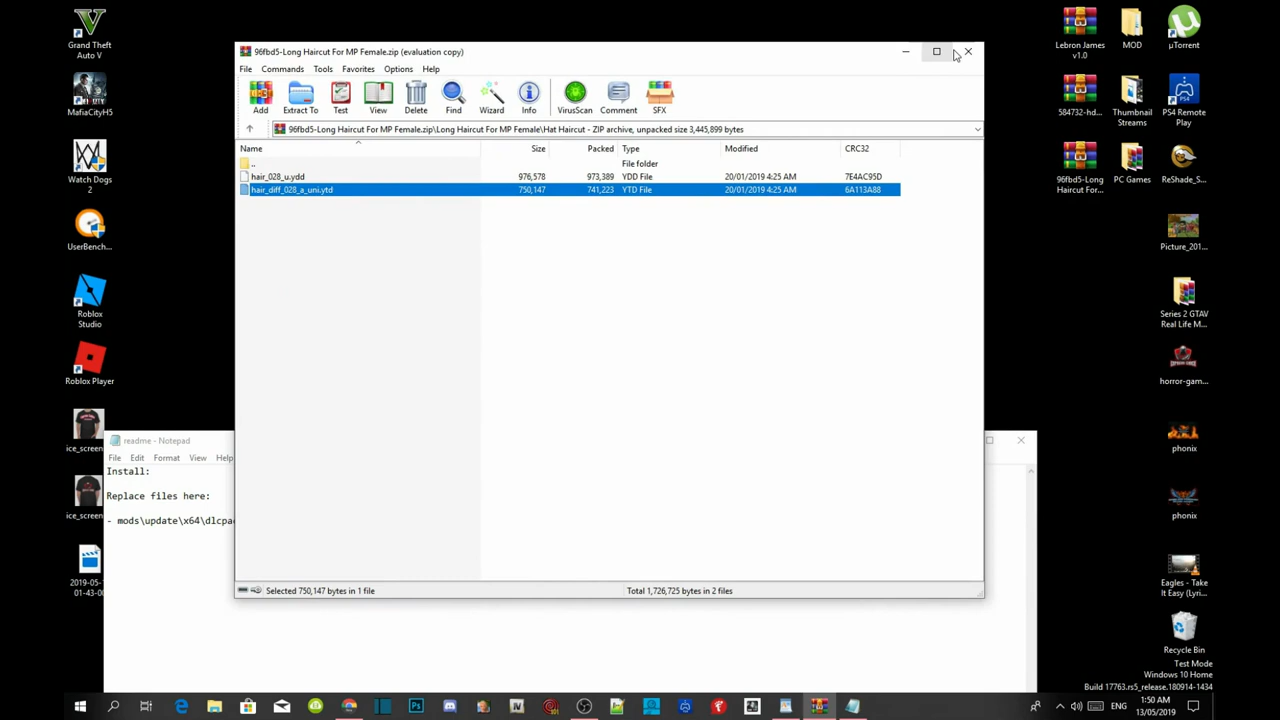 Grand Theft
Auto V
MafiaCityH5
Watch Dogs
2
UserBenc...
Roblox
Studio
Roblox Player
ice_screen
ice_screen
2019-05-1
01-43-0
96fbd5-Long Haircut For MP Female.zip (evaluation copy)
File Commands Tools Favorites Options Help
Add Extract To Test View Delete Find Wizard Info VirusScan Comment SFX
96fbd5-Long Haircut For MP Female.zip\Long Haircut For MP Female\Hat Haircut - ZIP archive, unpacked size 3,445,899 bytes
Name Size Packed Type Modified CRC32
.. File folder
hair_028_u.ydd 976,578 973,389 YDD File 20/01/2019 4:25 AM 7E4AC95D
hair_diff_028_a_uni.ytd 750,147 741,223 YTD File 20/01/2019 4:25 AM 6A113A88
Selected 750,147 bytes in 1 file Total 1,726,725 bytes in 2 files
readme - Notepad
File Edit Format View Help
Install:
Replace files here:
- mods\update\x64\dlcpa
Lebron James
v1.0
MOD
µTorrent
584732-hd...
Thumbnail
Streams
PS4 Remote
Play
96fbd5-Long
Haircut For...
PC Games
ReShade_S...
Picture_201...
Series 2 GTAV
Real Life M...
horror-gam...
phonix
phonix
Eagles - Take
It Easy (Lyri...
Recycle Bin
Test Mode
Windows 10 Home
Build 17763.rs5_release.180914-1434
ENG
1:50 AM
13/05/2019